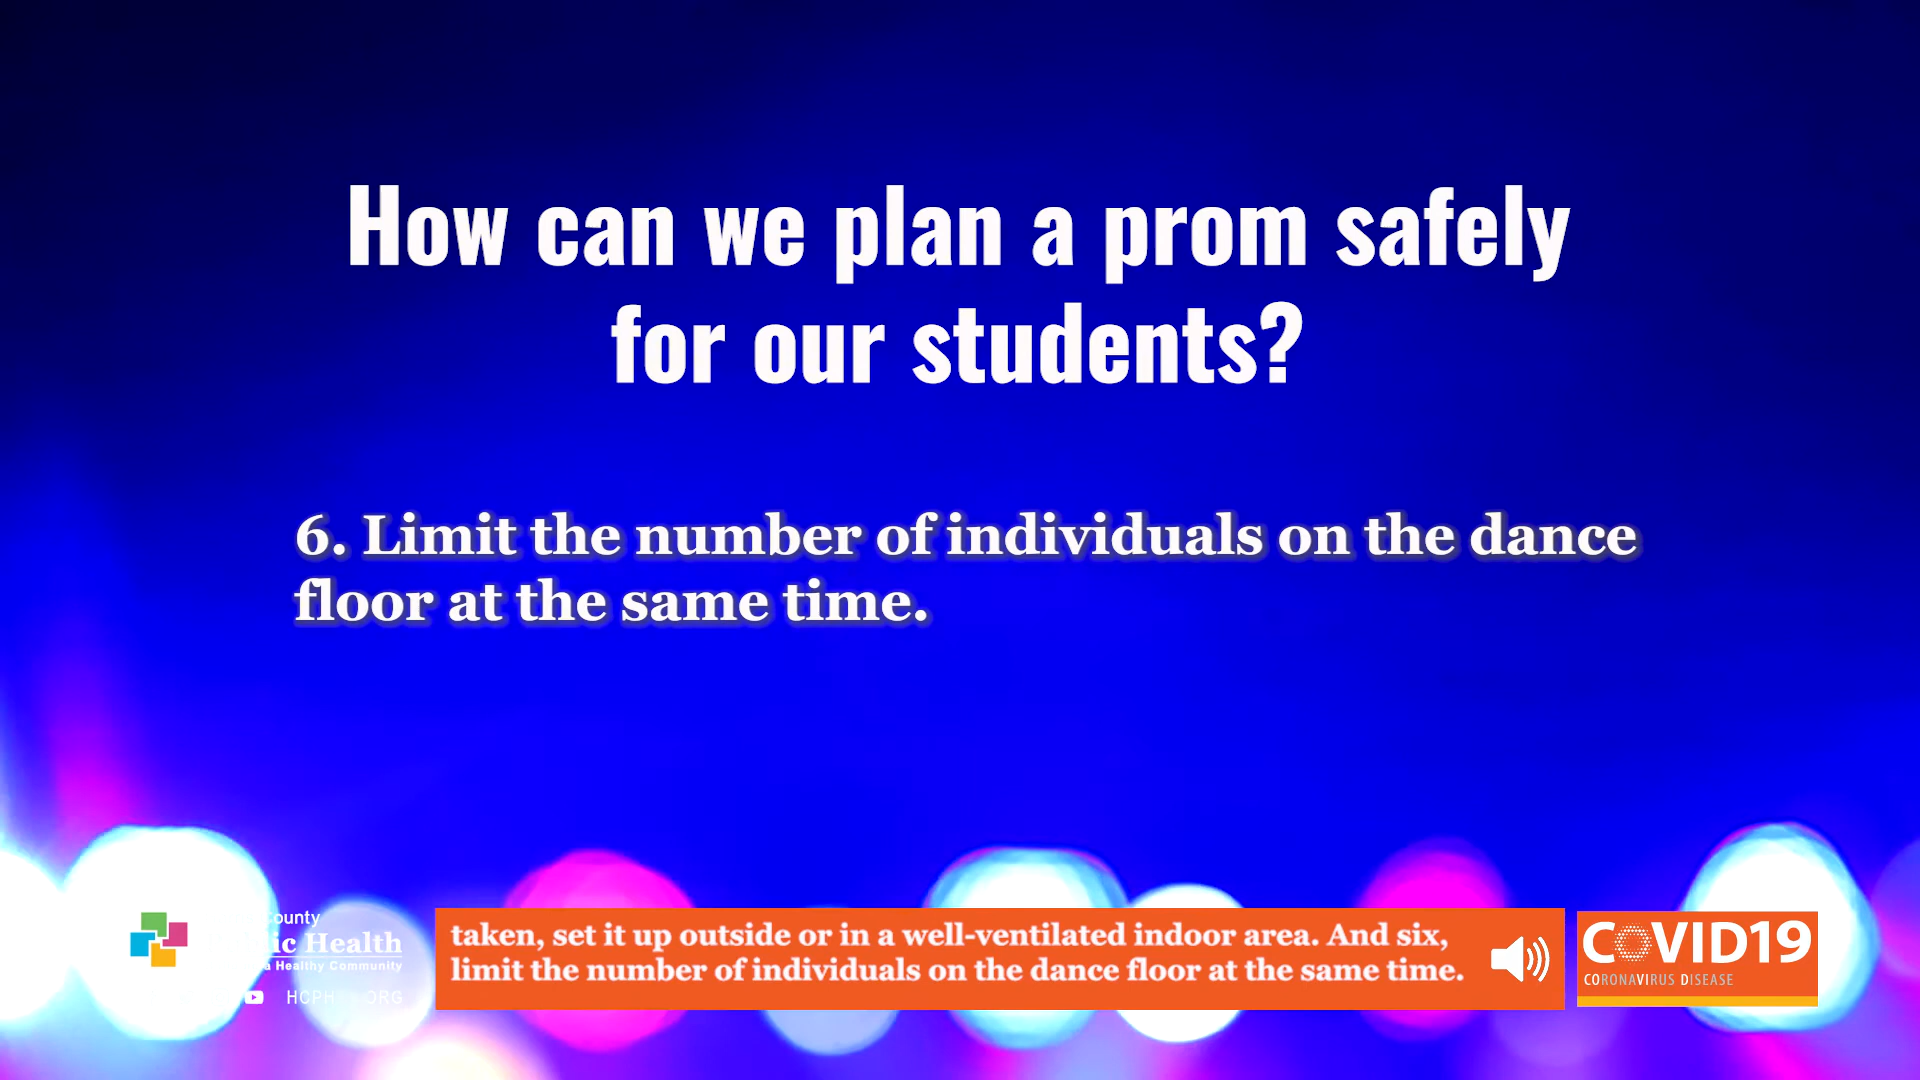 How can we plan a prom safely
for our students?
6. Limit the number of individuals on the dance
floor at the same time.
County
Health
a Healthy Community
taken, set it up outside or in a well-ventilated indoor area. And six,
limit the number of individuals on the dance floor at the same time.
COVID19
CORONAVIRUS DISEASE